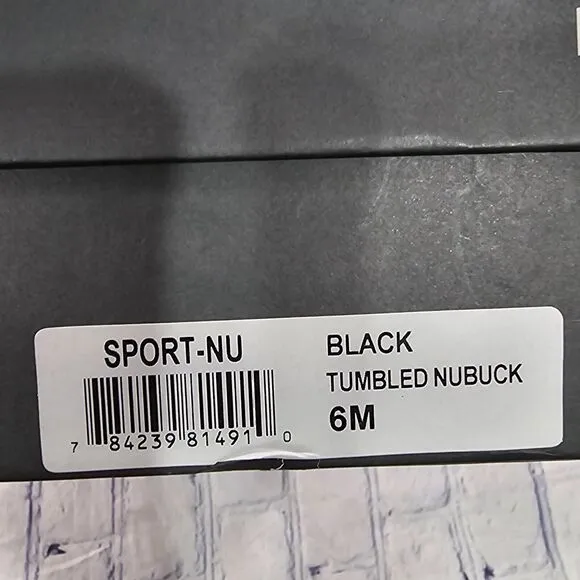 SPORT-NU
7 84239 81491 0
BLACK
TUMBLED NUBUCK
6M